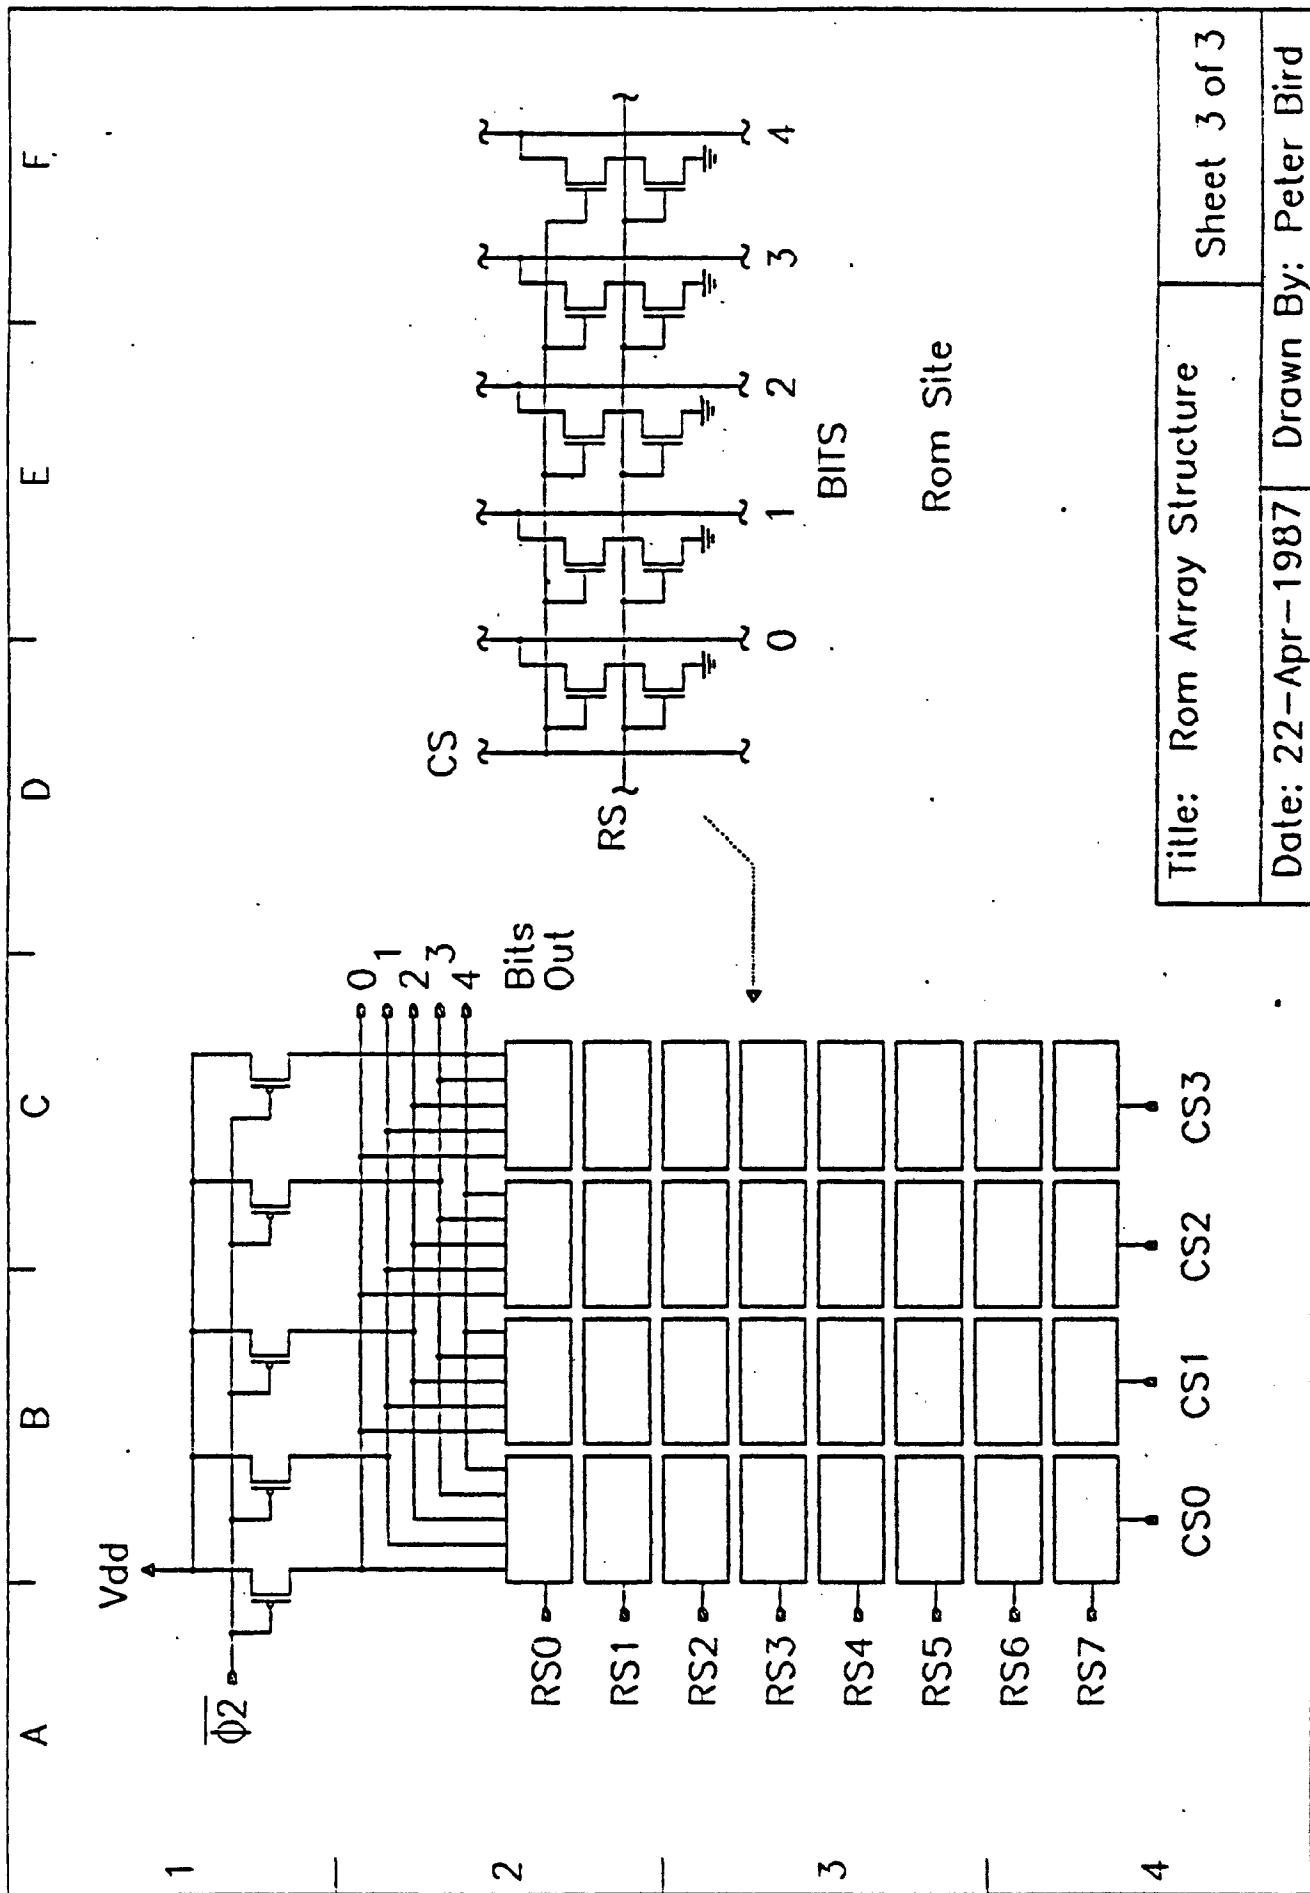 A B C D E F
1
2
3
4
Vdd
φ2
0
1
2
3
4
Bits
Out
RS0
RS1
RS2
RS3
RS4
RS5
RS6
RS7
CS0 CS1 CS2 CS3
CS
RS
0 1 2 3 4
BITS
Rom Site
Title: Rom Array Structure
Sheet 3 of 3
Date: 22-Apr-1987
Drawn By: Peter Bird